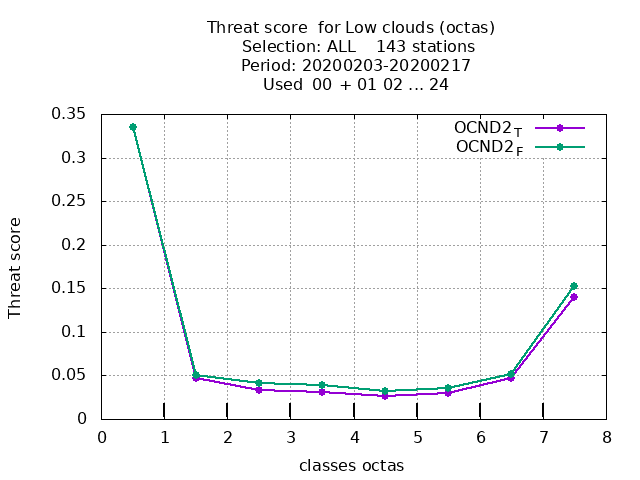 Threat score  for Low clouds (octas)
Selection: ALL    143 stations
Period: 20200203-20200217
Used  00 + 01 02 ... 24
OCND2T
OCND2F
Threat score
0.35
0.3
0.25
0.2
0.15
0.1
0.05
0
0 1 2 3 4 5 6 7 8
classes octas